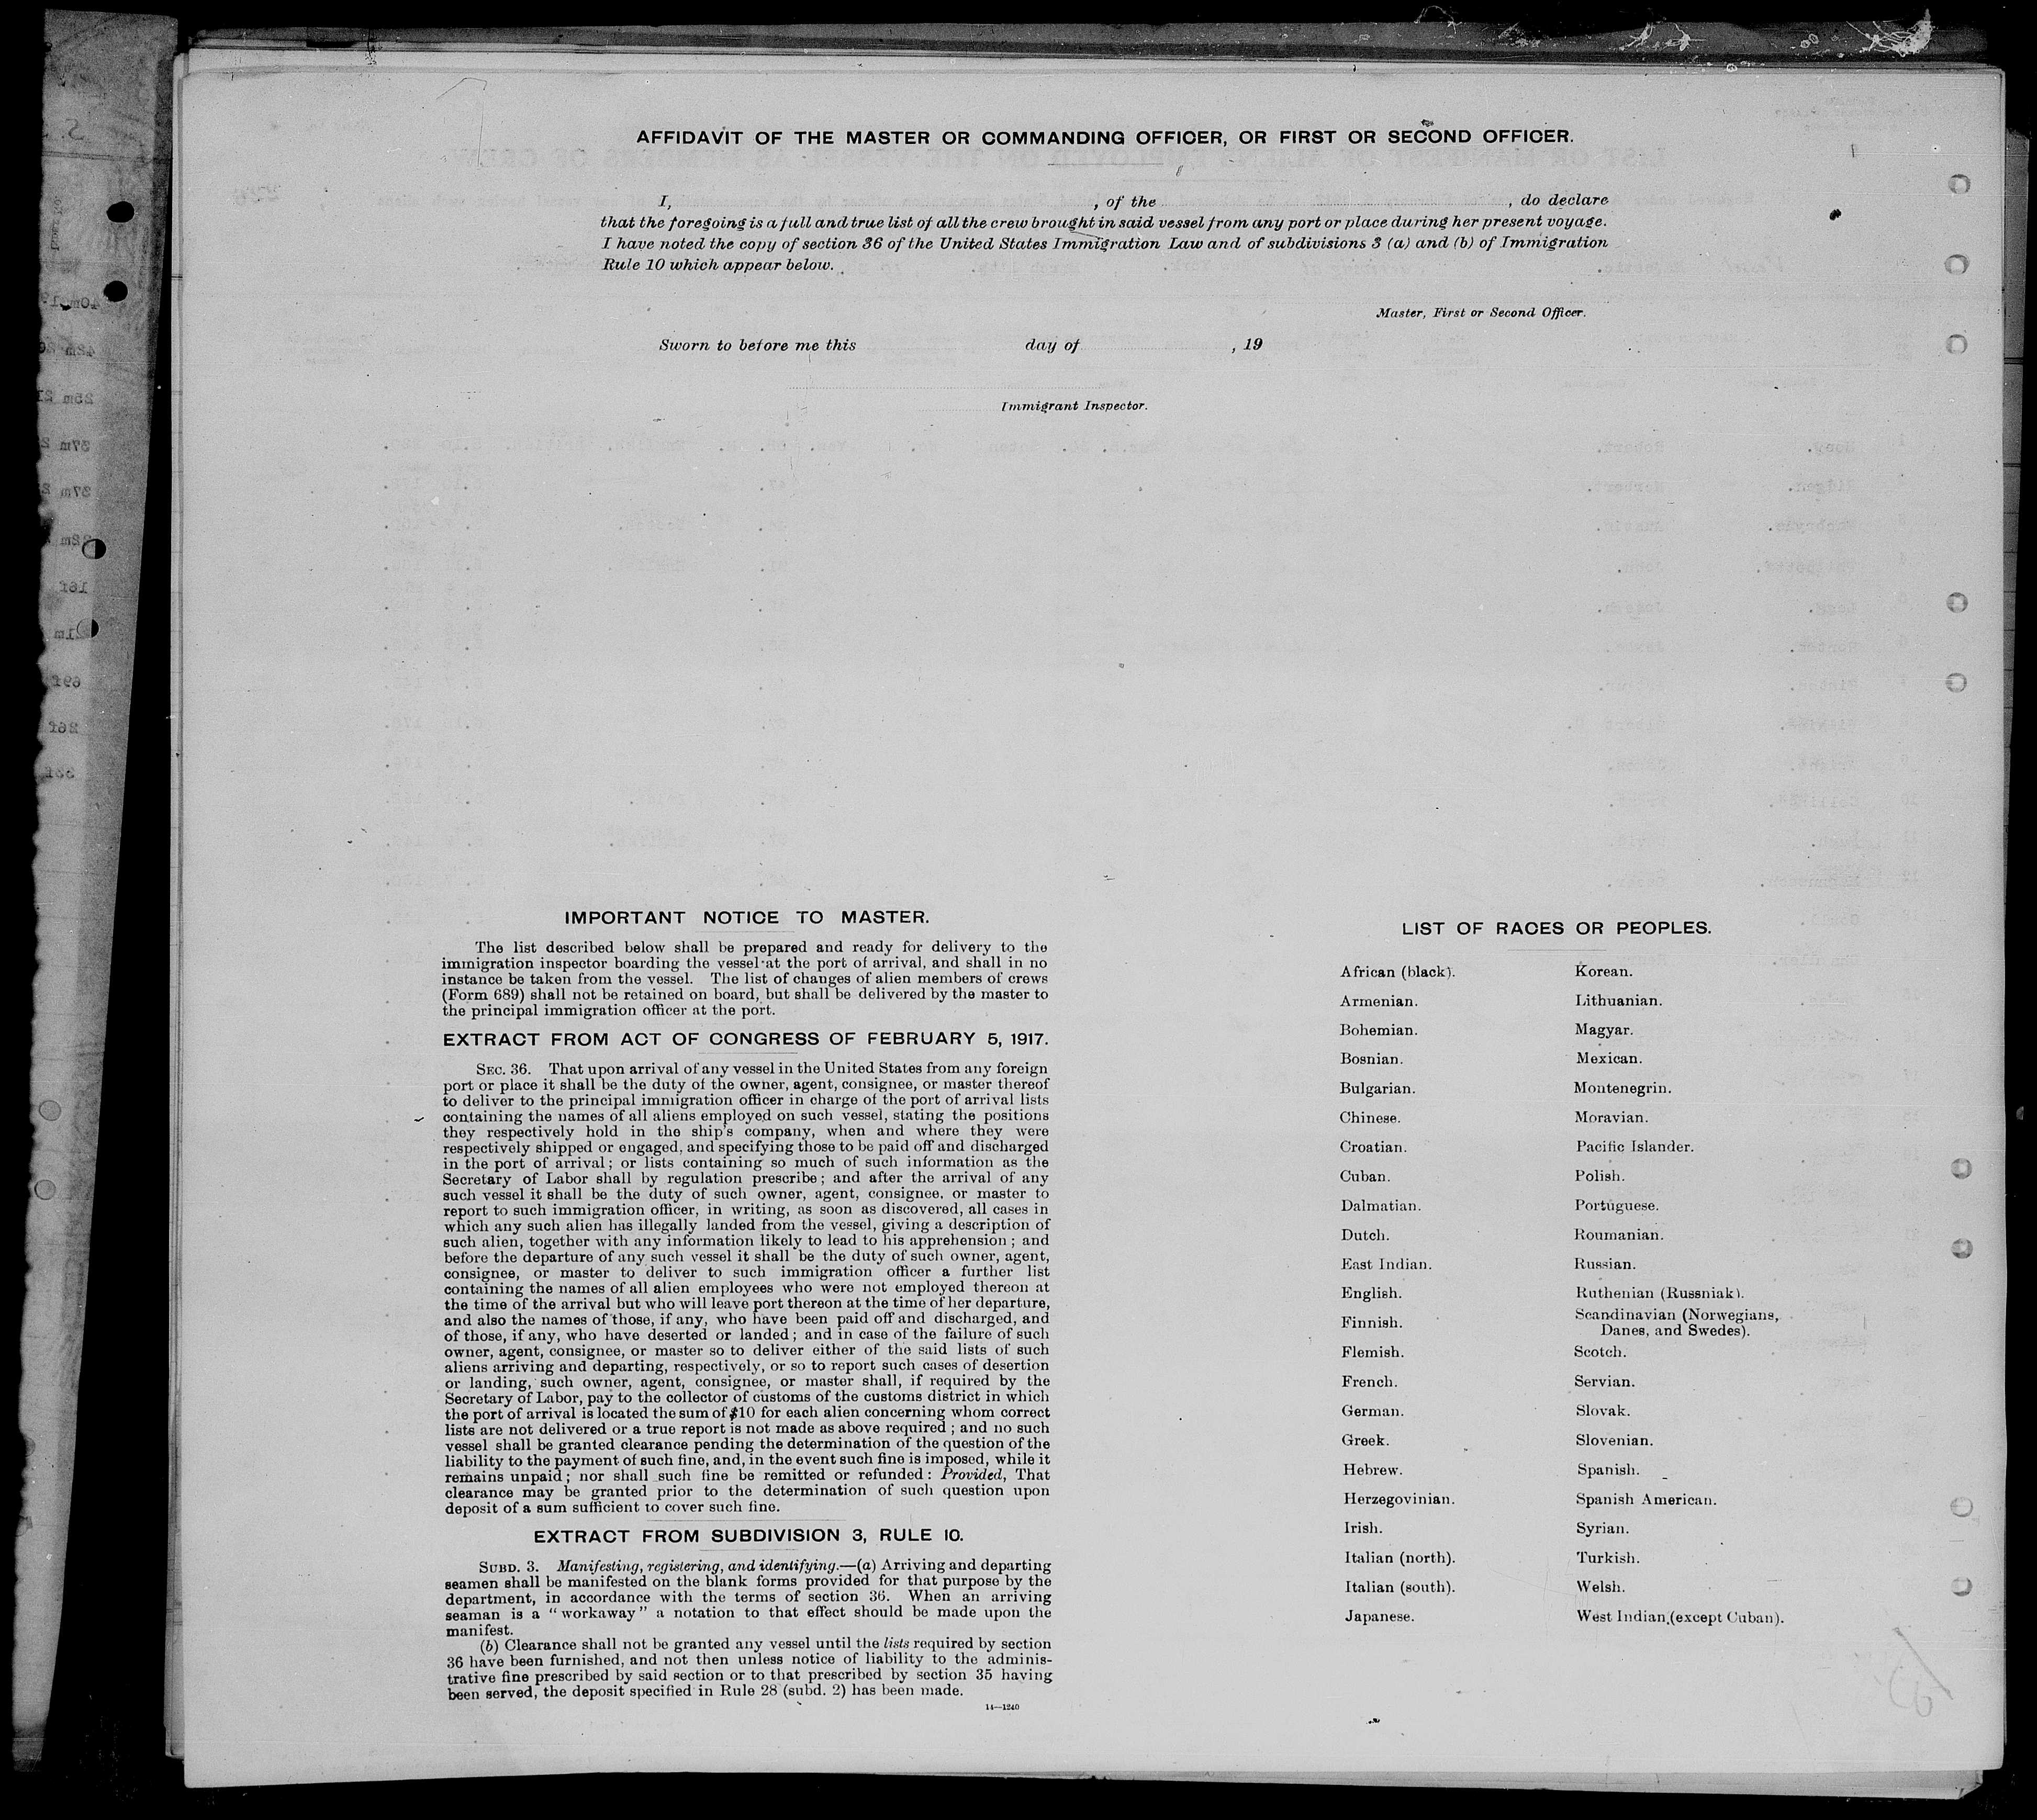 AFFIDAVIT OF THE MASTER OR COMMANDING OFFICER, OR FIRST OR SECOND OFFICER.
I, , of the , do declare
that the foregoing is a full and true list of all the crew brought in said vessel from any port or place during her present voyage.
I have noted the copy of section 36 of the United States Immigration Law and of subdivisions 3 (a) and (b) of Immigration
Rule 10 which appear below.
Master, First or Second Officer.
Sworn to before me this day of , 19
Immigrant Inspector.
IMPORTANT NOTICE TO MASTER.
The list described below shall be prepared and ready for delivery to the
immigration inspector boarding the vessel at the port of arrival, and shall in no
instance be taken from the vessel. The list of changes of alien members of crews
(Form 689) shall not be retained on board, but shall be delivered by the master to
the principal immigration officer at the port.
EXTRACT FROM ACT OF CONGRESS OF FEBRUARY 5, 1917.
SEC. 36. That upon arrival of any vessel in the United States from any foreign
port or place it shall be the duty of the owner, agent, consignee, or master thereof
to deliver to the principal immigration officer in charge of the port of arrival lists
containing the names of all aliens employed on such vessel, stating the positions
they respectively hold in the ship's company, when and where they were
respectively shipped or engaged, and specifying those to be paid off and discharged
in the port of arrival; or lists containing so much of such information as the
Secretary of Labor shall by regulation prescribe; and after the arrival of any
such vessel it shall be the duty of such owner, agent, consignee, or master to
report to such immigration officer, in writing, as soon as discovered, all cases in
which any such alien has illegally landed from the vessel, giving a description of
such alien, together with any information likely to lead to his apprehension; and
before the departure of any such vessel it shall be the duty of such owner, agent,
consignee, or master to deliver to such immigration officer a further list
containing the names of all alien employees who were not employed thereon at
the time of the arrival but who will leave port thereon at the time of her departure,
and also the names of those, if any, who have been paid off and discharged, and
of those, if any, who have deserted or landed; and in case of the failure of such
owner, agent, consignee, or master so to deliver either of the said lists of such
aliens arriving and departing, respectively, or so to report such cases of desertion
or landing, such owner, agent, consignee, or master shall, if required by the
Secretary of Labor, pay to the collector of customs of the customs district in which
the port of arrival is located the sum of $10 for each alien concerning whom correct
lists are not delivered or a true report is not made as above required; and no such
vessel shall be granted clearance pending the determination of the question of the
liability to the payment of such fine, and, in the event such fine is imposed, while it
remains unpaid; nor shall such fine be remitted or refunded: Provided, That
clearance may be granted prior to the determination of such question upon
deposit of a sum sufficient to cover such fine.
EXTRACT FROM SUBDIVISION 3, RULE 10.
SUBD. 3. Manifesting, registering, and identifying.—(a) Arriving and departing
seamen shall be manifested on the blank forms provided for that purpose by the
department, in accordance with the terms of section 36. When an arriving
seaman is a "workaway" a notation to that effect should be made upon the
manifest.
(b) Clearance shall not be granted any vessel until the lists required by section
36 have been furnished, and not then unless notice of liability to the adminis-
trative fine prescribed by said section or to that prescribed by section 35 having
been served, the deposit specified in Rule 28 (subd. 2) has been made.
14—1240
LIST OF RACES OR PEOPLES.
African (black).
Armenian.
Bohemian.
Bosnian.
Bulgarian.
Chinese.
Croatian.
Cuban.
Dalmatian.
Dutch.
East Indian.
English.
Finnish.
Flemish.
French.
German.
Greek.
Hebrew.
Herzegovinian.
Irish.
Italian (north).
Italian (south).
Japanese.
Korean.
Lithuanian.
Magyar.
Mexican.
Montenegrin.
Moravian.
Pacific Islander.
Polish.
Portuguese.
Roumanian.
Russian.
Ruthenian (Russniak).
Scandinavian (Norwegians,
Danes, and Swedes).
Scotch.
Servian.
Slovak.
Slovenian.
Spanish.
Spanish American.
Syrian.
Turkish.
Welsh.
West Indian (except Cuban).